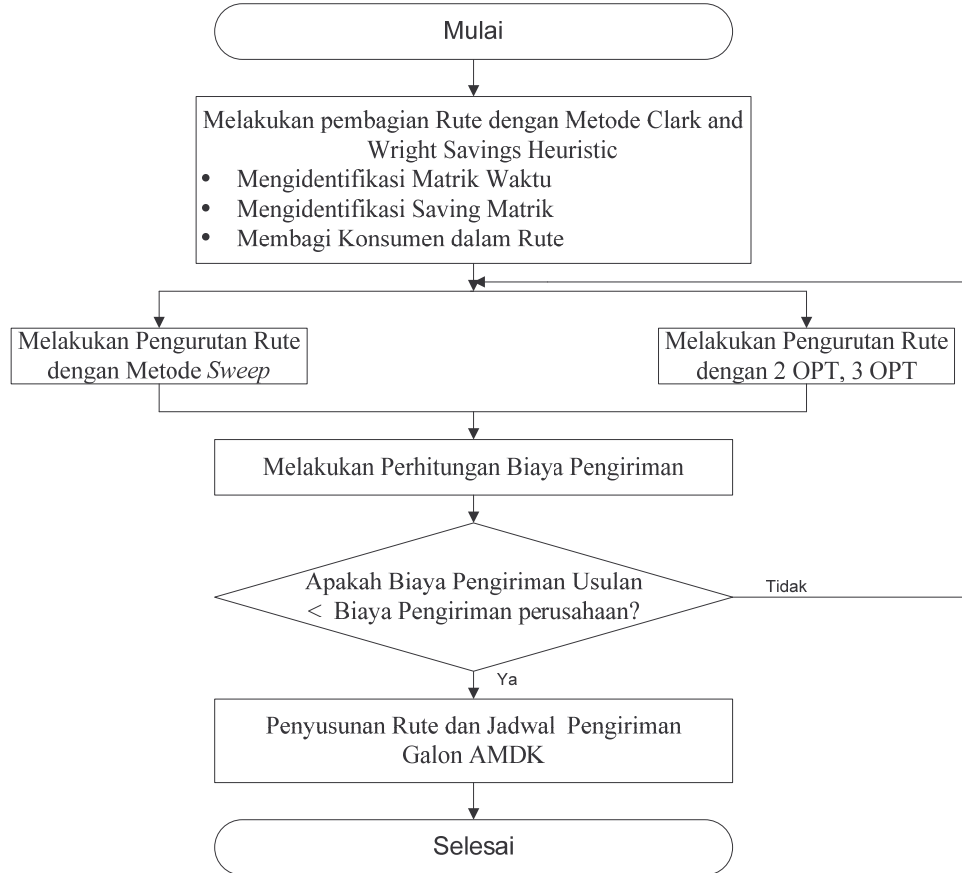 Mulai
Melakukan pembagian Rute dengan Metode Clark and
Wright Savings Heuristic
• Mengidentifikasi Matrik Waktu
• Mengidentifikasi Saving Matrik
• Membagi Konsumen dalam Rute
Melakukan Pengurutan Rute
dengan Metode Sweep
Melakukan Pengurutan Rute
dengan 2 OPT, 3 OPT
Melakukan Perhitungan Biaya Pengiriman
Apakah Biaya Pengiriman Usulan
< Biaya Pengiriman perusahaan?
Tidak
Ya
Penyusunan Rute dan Jadwal Pengiriman
Galon AMDK
Selesai